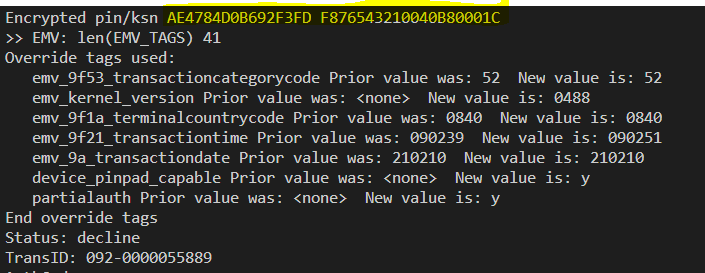 Encrypted pin/ksn AE4784D0B692F3FD F876543210040B80001C
>> EMV: len(EMV_TAGS) 41
Override tags used:
emv_9f53_transactioncategorycode Prior value was: 52 New value is: 52
emv_kernel_version Prior value was: <none> New value is: 0488
emv_9f1a_terminalcountrycode Prior value was: 0840 New value is: 0840
emv_9f21_transactiontime Prior value was: 090239 New value is: 090251
emv_9a_transactiondate Prior value was: 210210 New value is: 210210
device_pinpad_capable Prior value was: <none> New value is: y
partialauth Prior value was: <none> New value is: y
End override tags
Status: decline
TransID: 092-0000055889